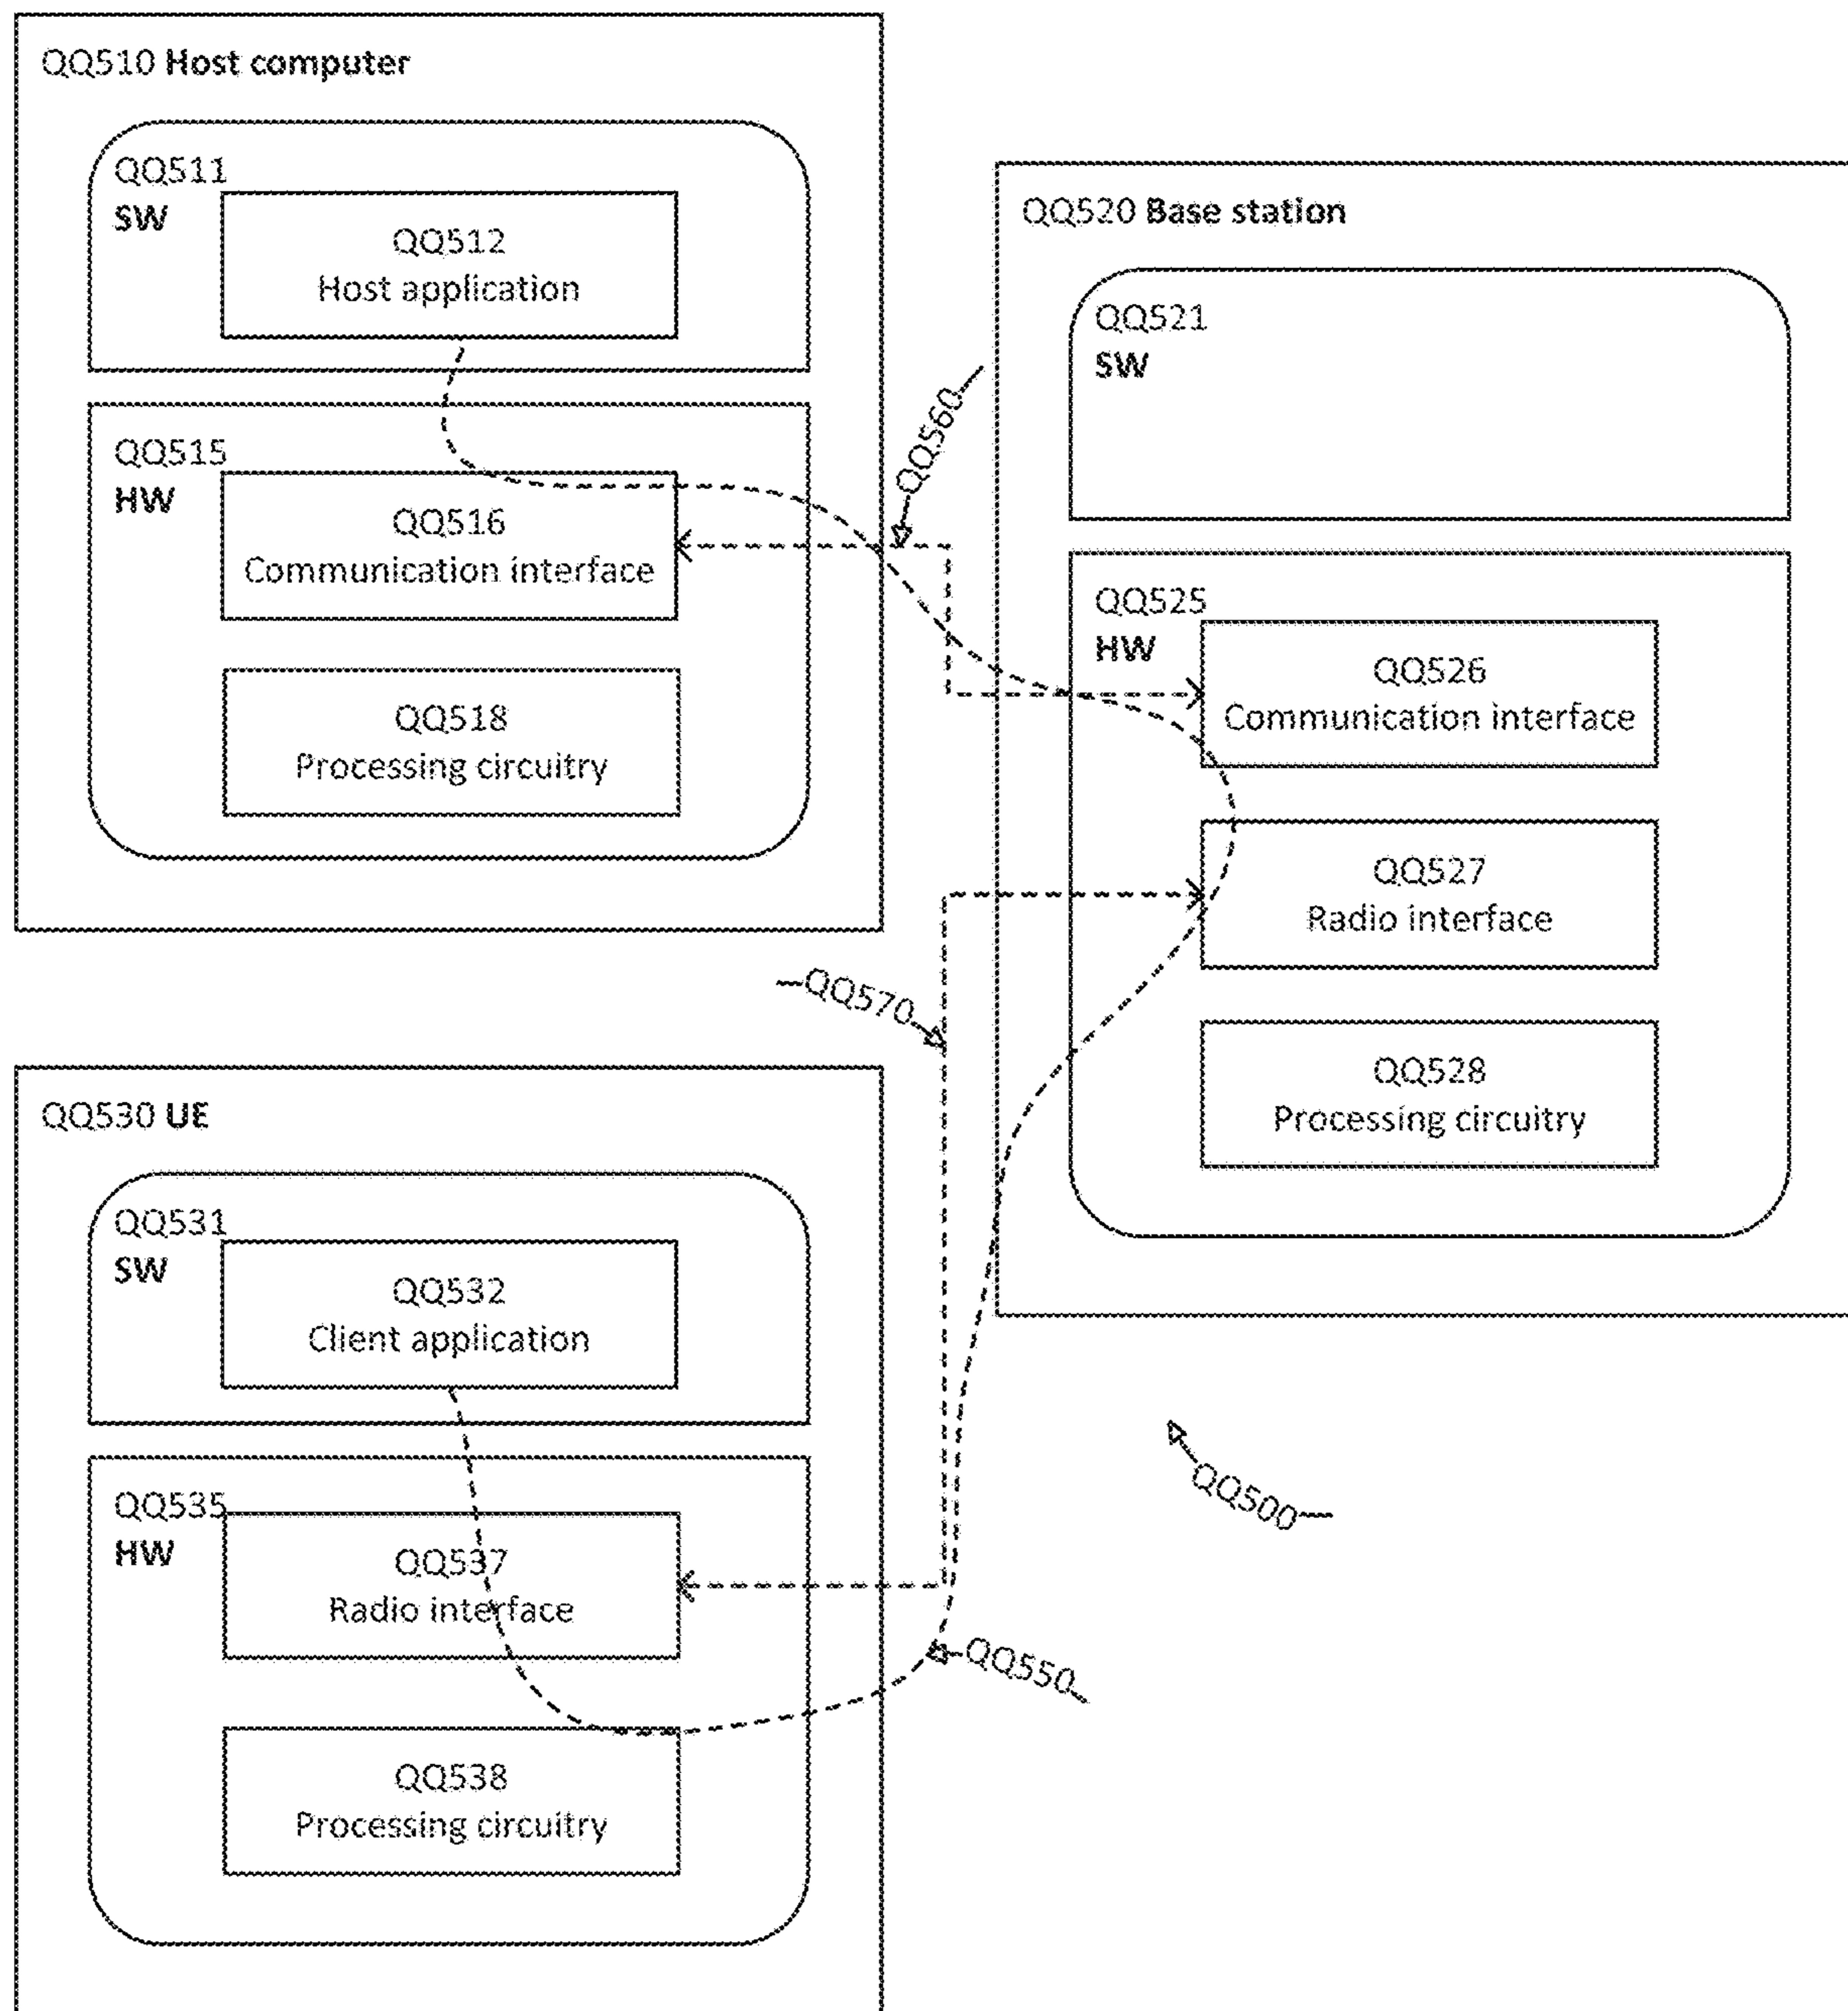 QQ510 Host computer
QQ511
SW
QQ512
Host application
QQ515
HW
QQ516
Communication interface
QQ518
Processing circuitry
QQ560
QQ520 Base station
QQ521
SW
QQ525
HW
QQ526
Communication interface
QQ527
Radio interface
QQ528
Processing circuitry
QQ570
QQ530 UE
QQ531
SW
QQ532
Client application
QQ535
HW
QQ537
Radio interface
QQ538
Processing circuitry
QQ550
QQ500